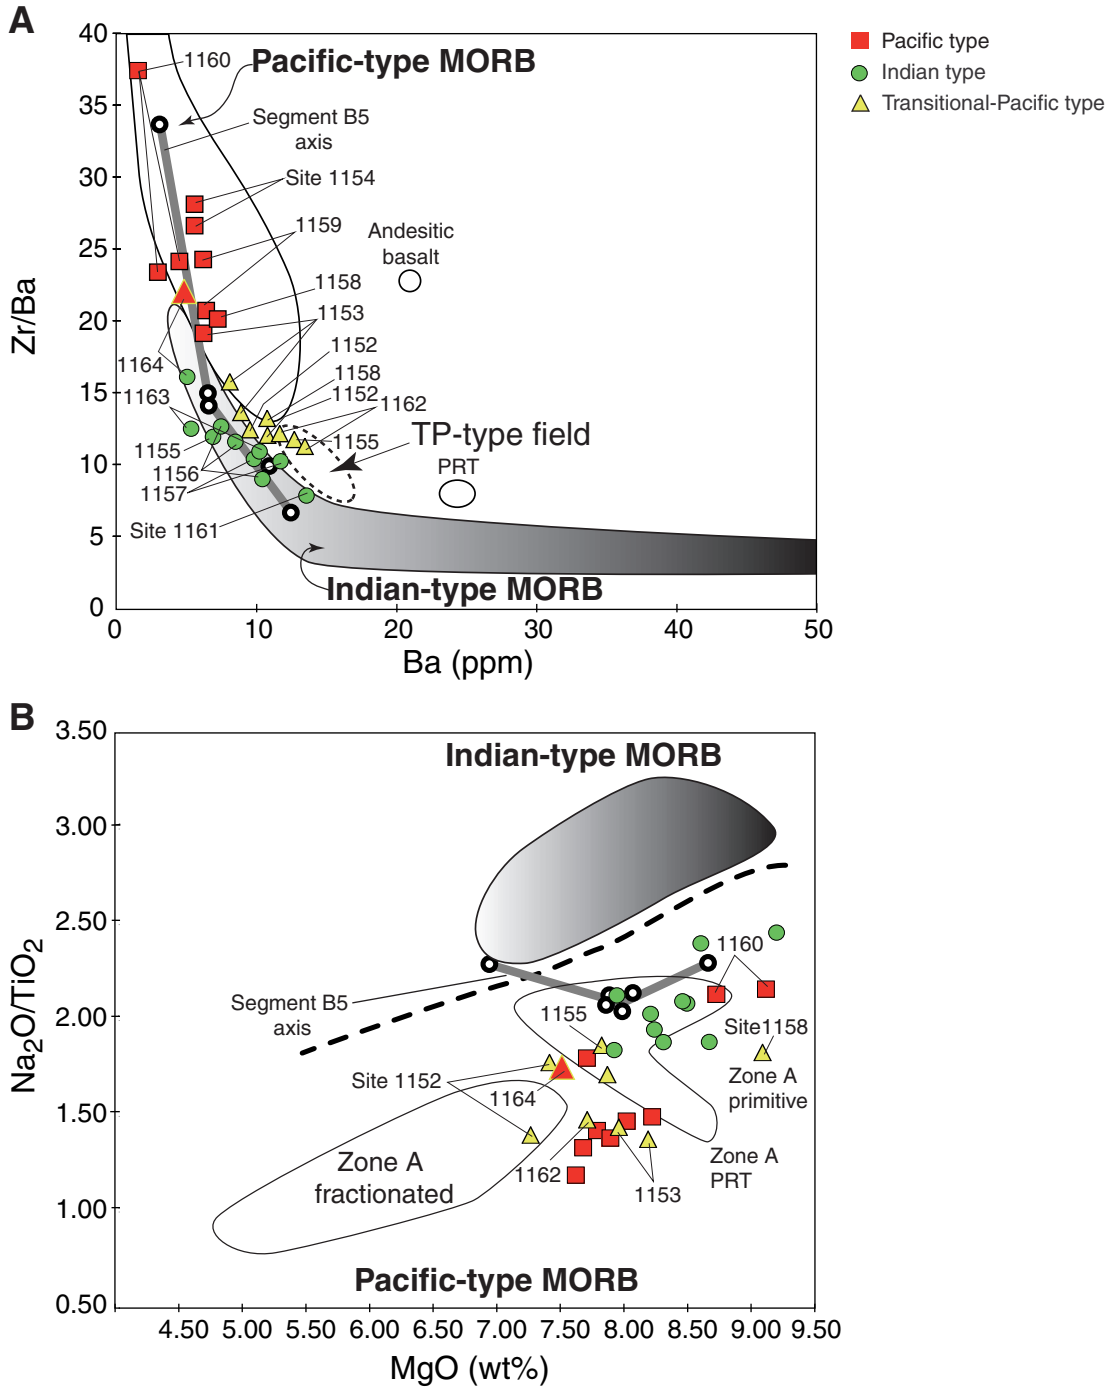 A
Pacific type
Indian type
Transitional-Pacific type
40
35
30
25
20
15
10
5
0
Zr/Ba
1160
Pacific-type MORB
Segment B5
axis
Site 1154
1159
Andesitic
basalt
1158
1153
1152
1164
1158
1163
1152
1162
1155
1155
TP-type field
1156
PRT
1157
Site 1161
Indian-type MORB
0
10
20
30
40
50
Ba (ppm)
B
3.50
3.00
2.50
2.00
1.50
1.00
0.50
Na2O/TiO2
Indian-type MORB
1160
Segment B5
axis
1155
Site1158
Site 1152
1164
Zone A
primitive
Zone A
fractionated
1162
1153
Zone A
PRT
Pacific-type MORB
4.50
5.00
5.50
6.00
6.50
7.00
7.50
8.00
8.50
9.00
9.50
MgO (wt%)